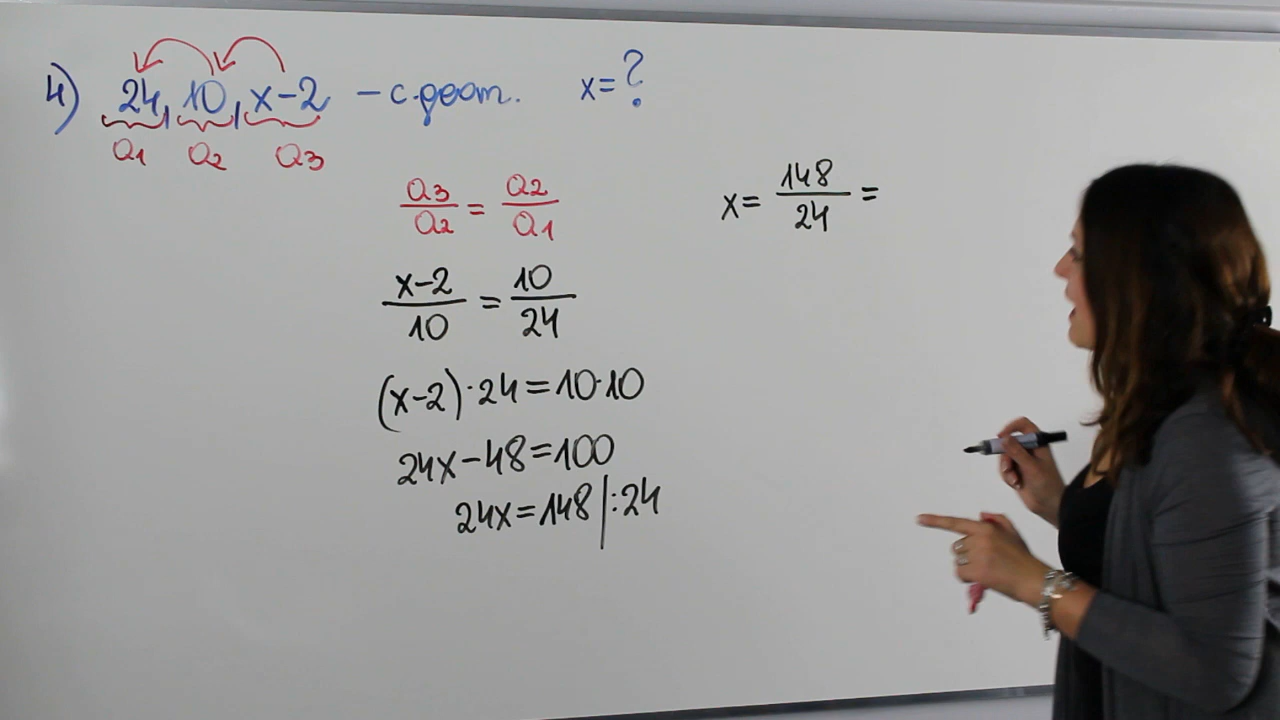 4) 24, 10, x-2 - c.geom. x=?
a1 a2 a3
a3/a2 = a2/a1
x-2/10 = 10/24
(x-2)·24=10·10
24x-48=100
24x=148 |:24
x= 148/24 =